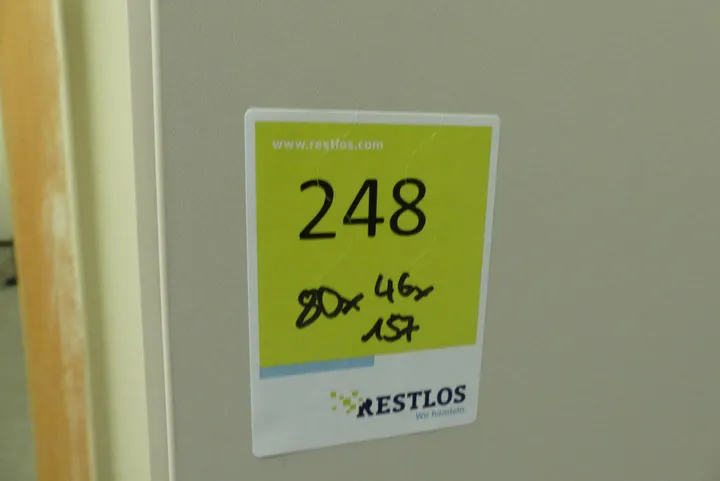 www.restlos.com
248
80x 46x
157
RESTLOS
Wir handeln.